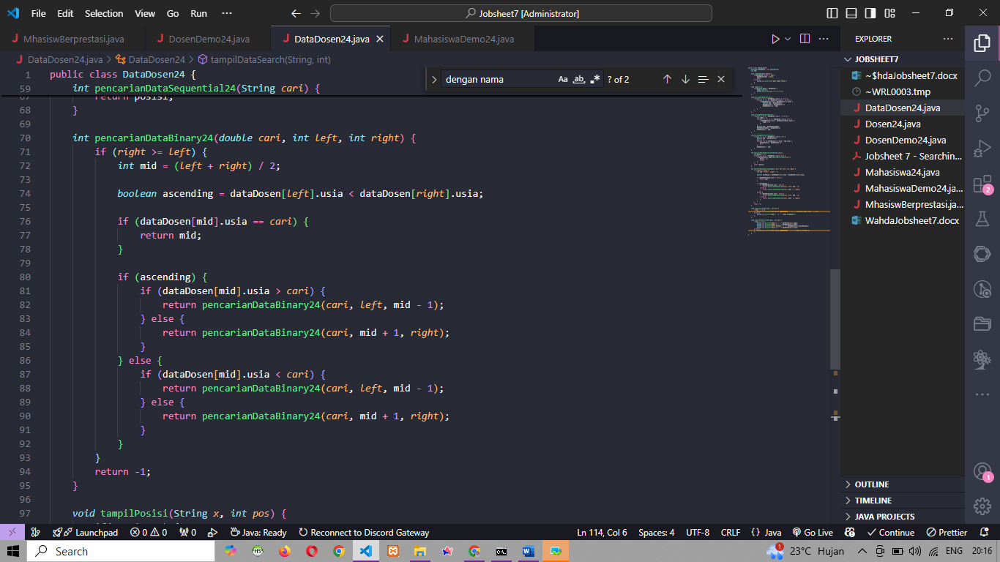 File Edit Selection View Go Run ··· Jobsheet7 [Administrator]
MhasiswBerprestasi.java DosenDemo24.java DataDosen24.java MahasiswaDemo24.java EXPLORER
DataDosen24.java > DataDosen24 > tampilDataSearch(String, int)
dengan nama Aa ab ? of 2
1 public class DataDosen24 {
59 int pencarianDataSequential24(String cari) {
67 return posisi;
68 }
69
70 int pencarianDataBinary24(double cari, int left, int right) {
71 if (right >= left) {
72 int mid = (left + right) / 2;
73
74 boolean ascending = dataDosen[left].usia < dataDosen[right].usia;
75
76 if (dataDosen[mid].usia == cari) {
77 return mid;
78 }
79
80 if (ascending) {
81 if (dataDosen[mid].usia > cari) {
82 return pencarianDataBinary24(cari, left, mid - 1);
83 } else {
84 return pencarianDataBinary24(cari, mid + 1, right);
85 }
86 } else {
87 if (dataDosen[mid].usia < cari) {
88 return pencarianDataBinary24(cari, left, mid - 1);
89 } else {
90 return pencarianDataBinary24(cari, mid + 1, right);
91 }
92 }
93 }
94 return -1;
95 }
96
97 void tampilPosisi(String x, int pos) {
JOBSHEET7
~$hdaJobsheet7.docx
~WRL0003.tmp
DataDosen24.java
Dosen24.java
DosenDemo24.java
Jobsheet 7 - Searchin...
Mahasiswa24.java
MahasiswaDemo24.ja...
MhasiswBerprestasi.ja...
WahdaJobsheet7.docx
OUTLINE
TIMELINE
JAVA PROJECTS
2
1
Launchpad 0 0 0 Java: Ready Reconnect to Discord Gateway Ln 114, Col 6 Spaces: 4 UTF-8 CRLF {} Java Go Live Continue Prettier
Search 1 23°C Hujan ENG 20:16